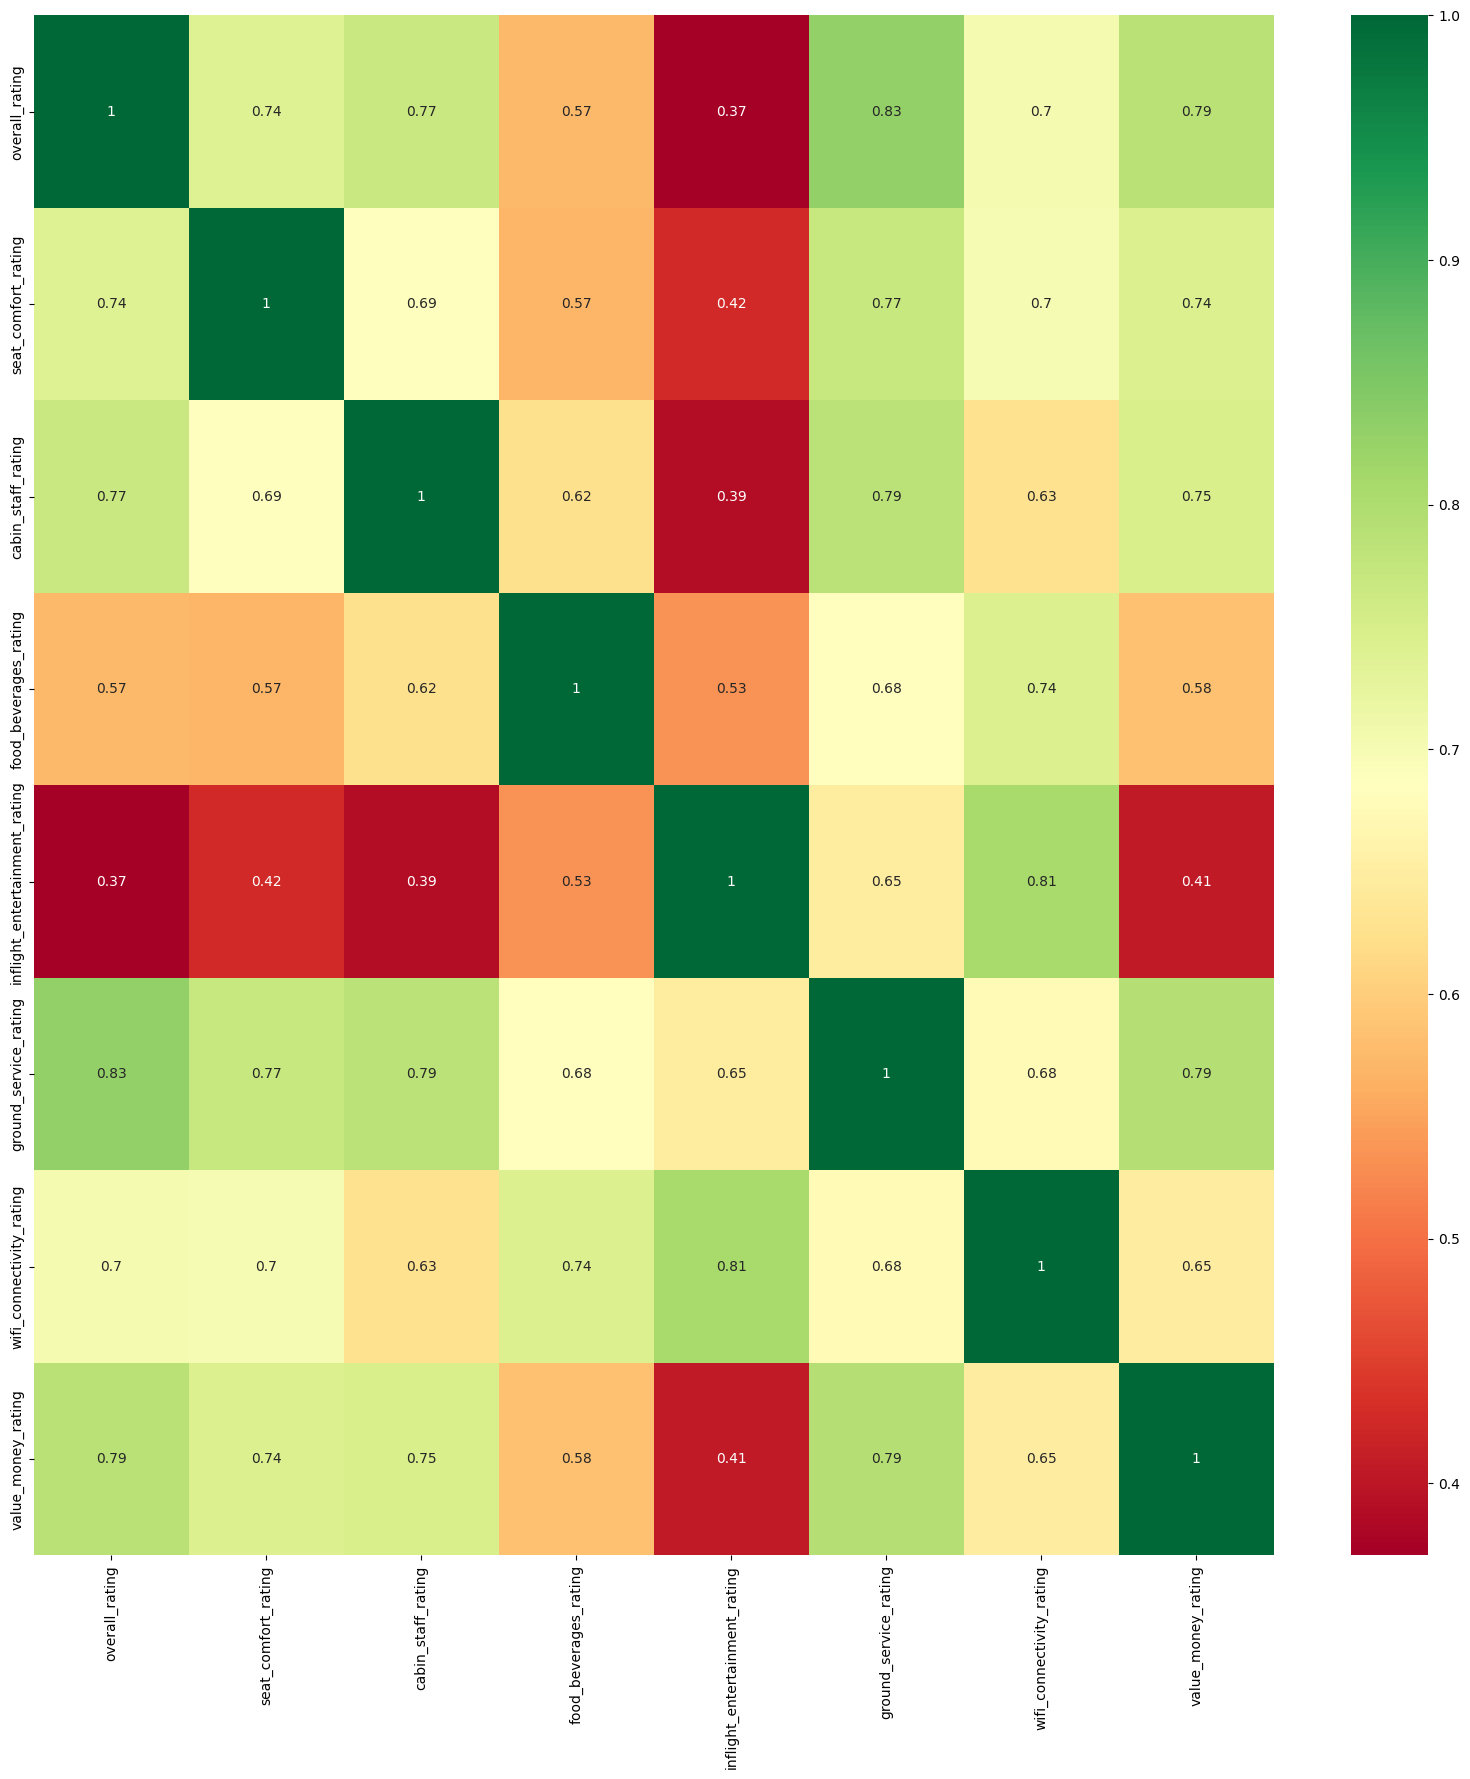 overall_rating
1 0.74 0.77 0.57 0.37 0.83 0.7 0.79
seat_comfort_rating
0.74 1 0.69 0.57 0.42 0.77 0.7 0.74
cabin_staff_rating
0.77 0.69 1 0.62 0.39 0.79 0.63 0.75
food_beverages_rating
0.57 0.57 0.62 1 0.53 0.68 0.74 0.58
inflight_entertainment_rating
0.37 0.42 0.39 0.53 1 0.65 0.81 0.41
ground_service_rating
0.83 0.77 0.79 0.68 0.65 1 0.68 0.79
wifi_connectivity_rating
0.7 0.7 0.63 0.74 0.81 0.68 1 0.65
value_money_rating
0.79 0.74 0.75 0.58 0.41 0.79 0.65 1
overall_rating
seat_comfort_rating
cabin_staff_rating
food_beverages_rating
inflight_entertainment_rating
ground_service_rating
wifi_connectivity_rating
value_money_rating
1.0
0.9
0.8
0.7
0.6
0.5
0.4